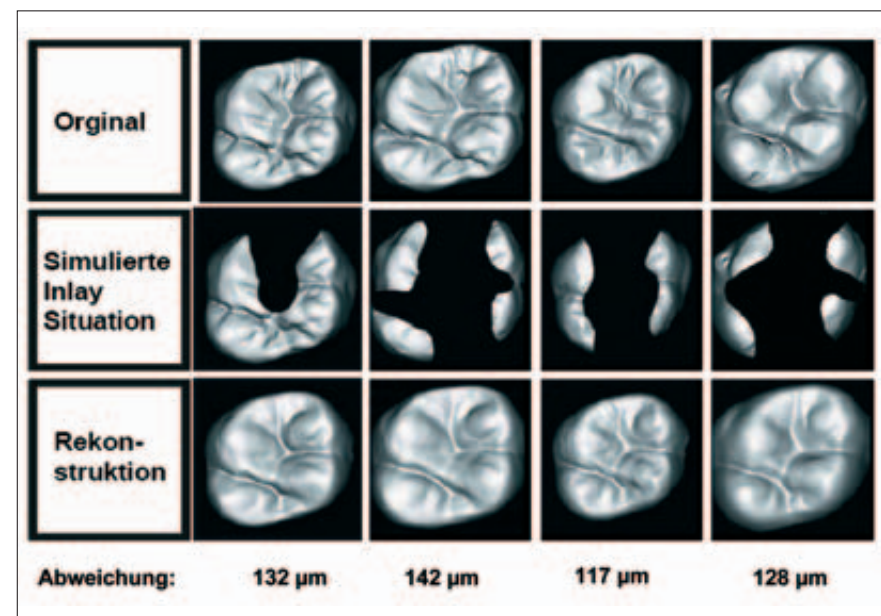 Orginal
Simulierte
Inlay
Situation
Rekon-
struktion
Abweichung: 132 µm 142 µm 117 µm 128 µm